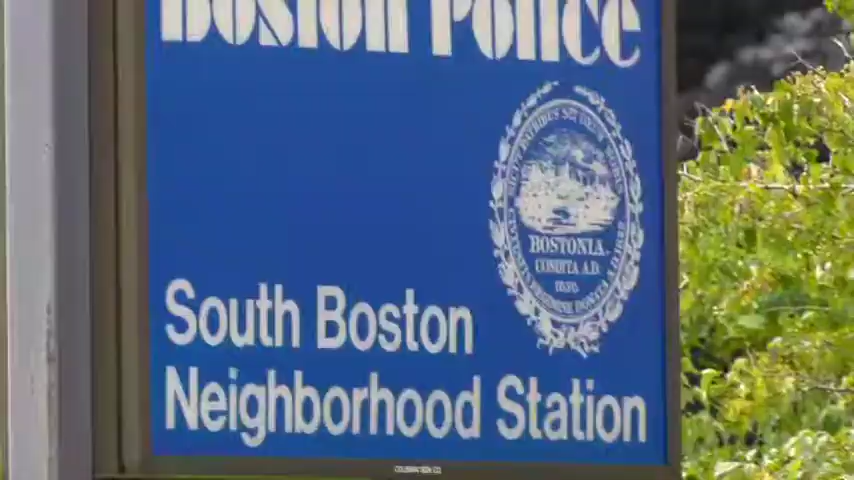 Boston Police
BOSTONIA.
CONDITA A.D.
South Boston
Neighborhood Station